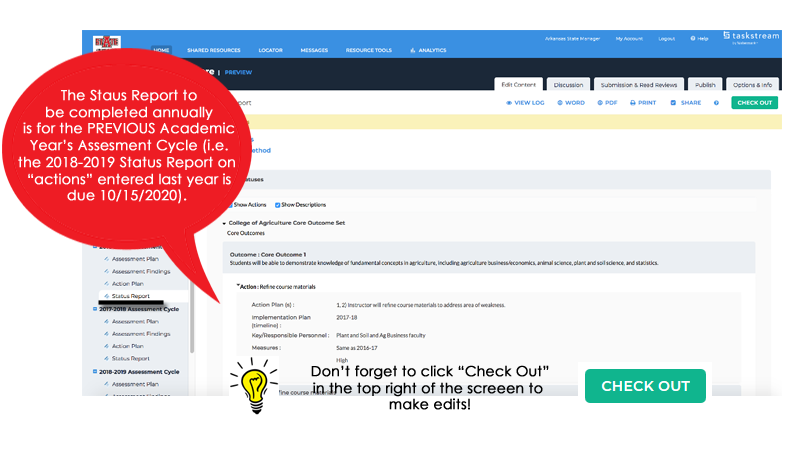 Arkansas State Manager My Account Logout Help
taskstream
by Watermark
HOME SHARED RESOURCES LOCATOR MESSAGES RESOURCE TOOLS ANALYTICS
re | PREVIEW
Edit Content Discussion Submission & Read Reviews Publish Options & Info
port
VIEW LOG WORD PDF PRINT SHARE CHECK OUT
The Staus Report to
be completed annually
is for the PREVIOUS Academic
Year's Assesment Cycle (i.e.
the 2018-2019 Status Report on
"actions" entered last year is
due 10/15/2020).
s
ethod
tuses
Show Actions Show Descriptions
College of Agriculture Core Outcome Set
Core Outcomes
Outcome : Core Outcome 1
Students will be able to demonstrate knowledge of fundamental concepts in agriculture, including agriculture business/economics, animal science, plant and soil science, and statistics.
Assessment Plan
Assessment Findings
Action Plan
Status Report
2017-2018 Assessment Cycle
Assessment Plan
Assessment Findings
Action Plan
Status Report
2018-2019 Assessment Cycle
Assessment Plan
Action : Refine course materials
Action Plan (s) : 1, 2) Instructor will refine course materials to address area of weakness.
Implementation Plan 2017-18
(timeline) :
Key/Responsible Personnel : Plant and Soil and Ag Business faculty
Measures : Same as 2016-17
High
fine course materials
Don't forget to click "Check Out"
in the top right of the screeen to
make edits!
CHECK OUT